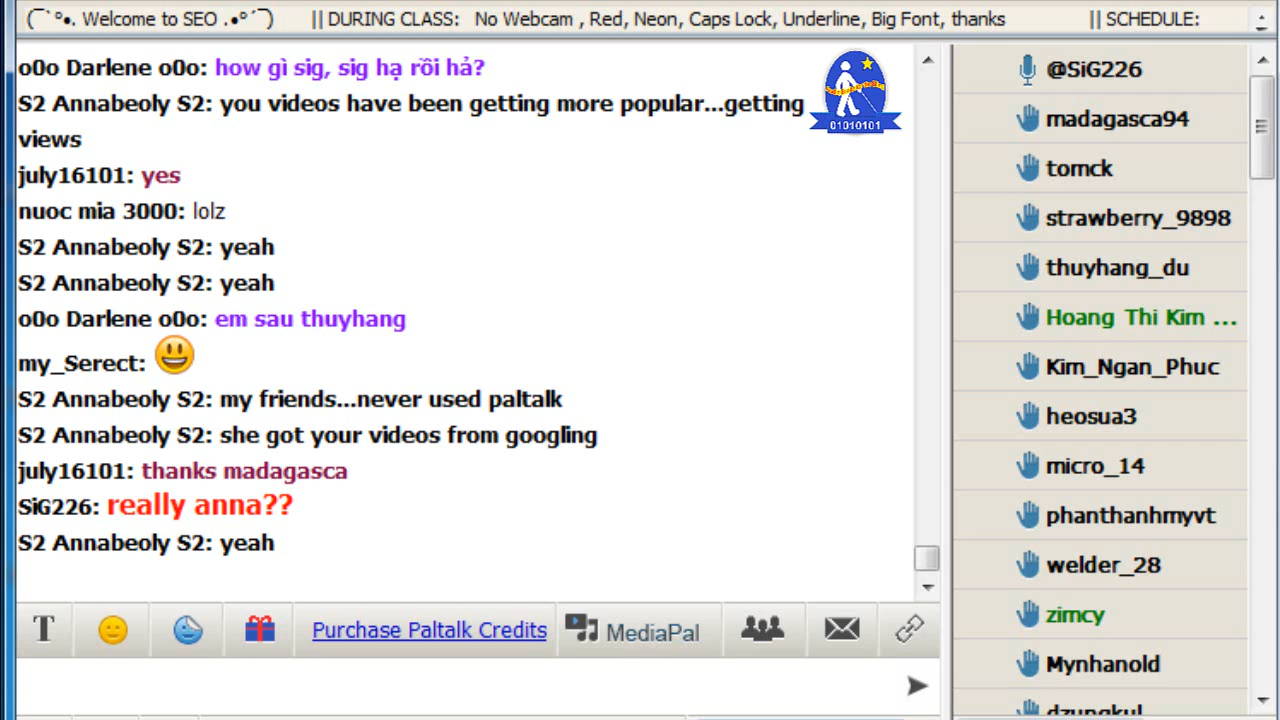 (¯`°•. Welcome to SEO .•°´¯) || DURING CLASS: No Webcam , Red, Neon, Caps Lock, Underline, Big Font, thanks || SCHEDULE:
o0o Darlene o0o: how gì sig, sig hạ rồi hả?
S2 Annabeoly S2: you videos have been getting more popular...getting
views
july16101: yes
nuoc mia 3000: lolz
S2 Annabeoly S2: yeah
S2 Annabeoly S2: yeah
o0o Darlene o0o: em sau thuyhang
my_Serect:
S2 Annabeoly S2: my friends...never used paltalk
S2 Annabeoly S2: she got your videos from googling
july16101: thanks madagasca
SiG226: really anna??
S2 Annabeoly S2: yeah
01010101
T
Purchase Paltalk Credits
MediaPal
@SiG226
madagasca94
tomck
strawberry_9898
thuyhang_du
Hoang Thi Kim ...
Kim_Ngan_Phuc
heosua3
micro_14
phanthanhmyvt
welder_28
zimcy
Mynhanold
dzungkul